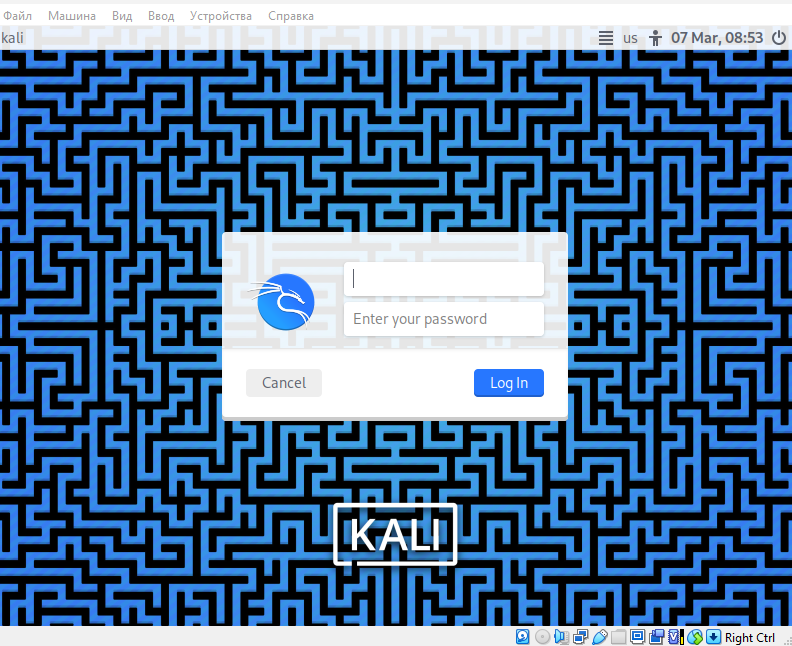 Файл Машина Вид Ввод Устройства Справка
kali us 07 Mar, 08:53
Enter your password
Cancel Log In
KALI
Right Ctrl